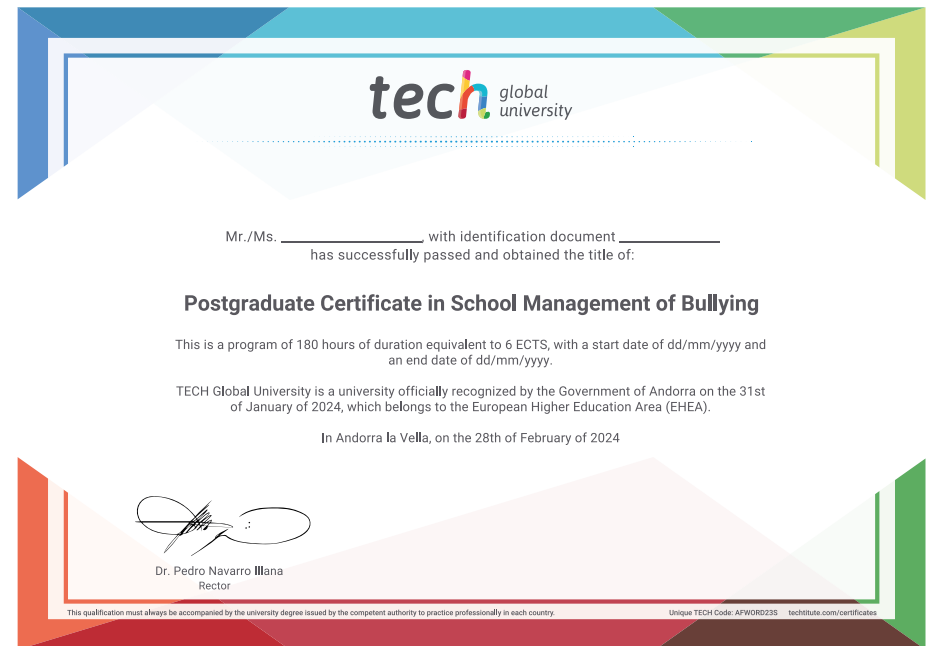 tech global
university
Mr./Ms. ____________________, with identification document ______________
has successfully passed and obtained the title of:
Postgraduate Certificate in School Management of Bullying
This is a program of 180 hours of duration equivalent to 6 ECTS, with a start date of dd/mm/yyyy and
an end date of dd/mm/yyyy.
TECH Global University is a university officially recognized by the Government of Andorra on the 31st
of January of 2024, which belongs to the European Higher Education Area (EHEA).
In Andorra la Vella, on the 28th of February of 2024
Dr. Pedro Navarro Illana
Rector
This qualification must always be accompanied by the university degree issued by the competent authority to practice professionally in each country.
Unique TECH Code: AFWORD23S techtitute.com/certificates